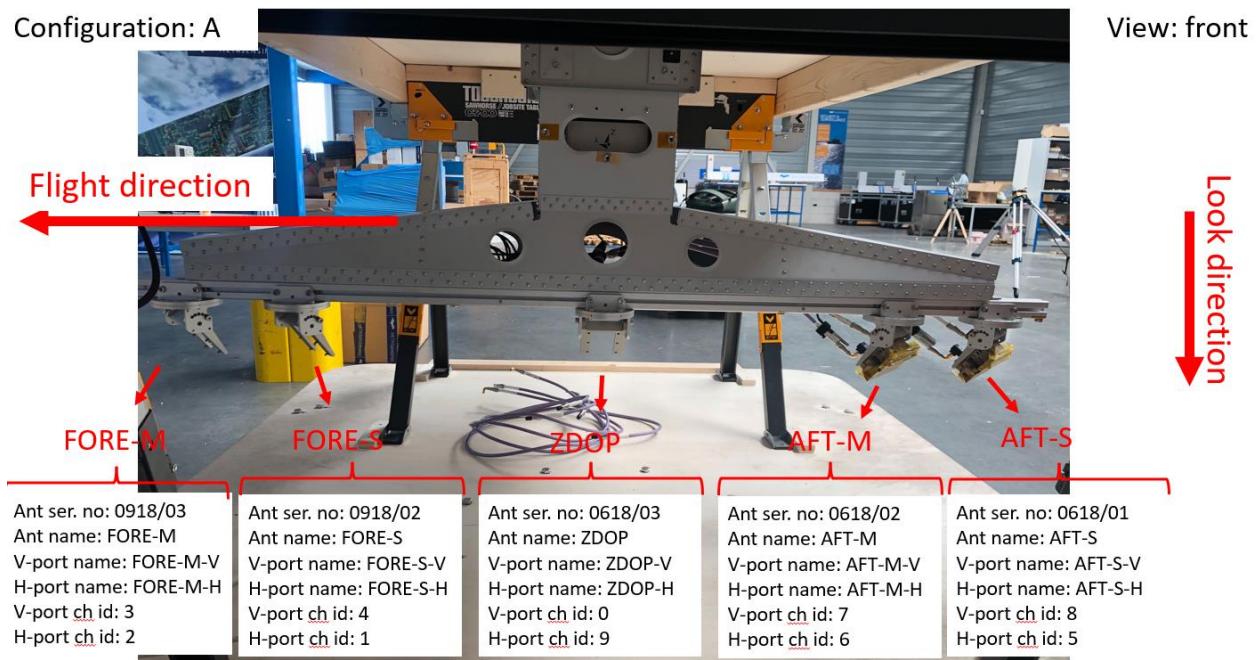 Configuration: A
View: front
TOUGHBUILT
SAWHORSE / JOBSITE TABLE
C700
Flight direction
Look direction
FORE-M
FORE-S
ZDOP
AFT-M
AFT-S
Ant ser. no: 0918/03
Ant name: FORE-M
V-port name: FORE-M-V
H-port name: FORE-M-H
V-port ch id: 3
H-port ch id: 2
Ant ser. no: 0918/02
Ant name: FORE-S
V-port name: FORE-S-V
H-port name: FORE-S-H
V-port ch id: 4
H-port ch id: 1
Ant ser. no: 0618/03
Ant name: ZDOP
V-port name: ZDOP-V
H-port name: ZDOP-H
V-port ch id: 0
H-port ch id: 9
Ant ser. no: 0618/02
Ant name: AFT-M
V-port name: AFT-M-V
H-port name: AFT-M-H
V-port ch id: 7
H-port ch id: 6
Ant ser. no: 0618/01
Ant name: AFT-S
V-port name: AFT-S-V
H-port name: AFT-S-H
V-port ch id: 8
H-port ch id: 5